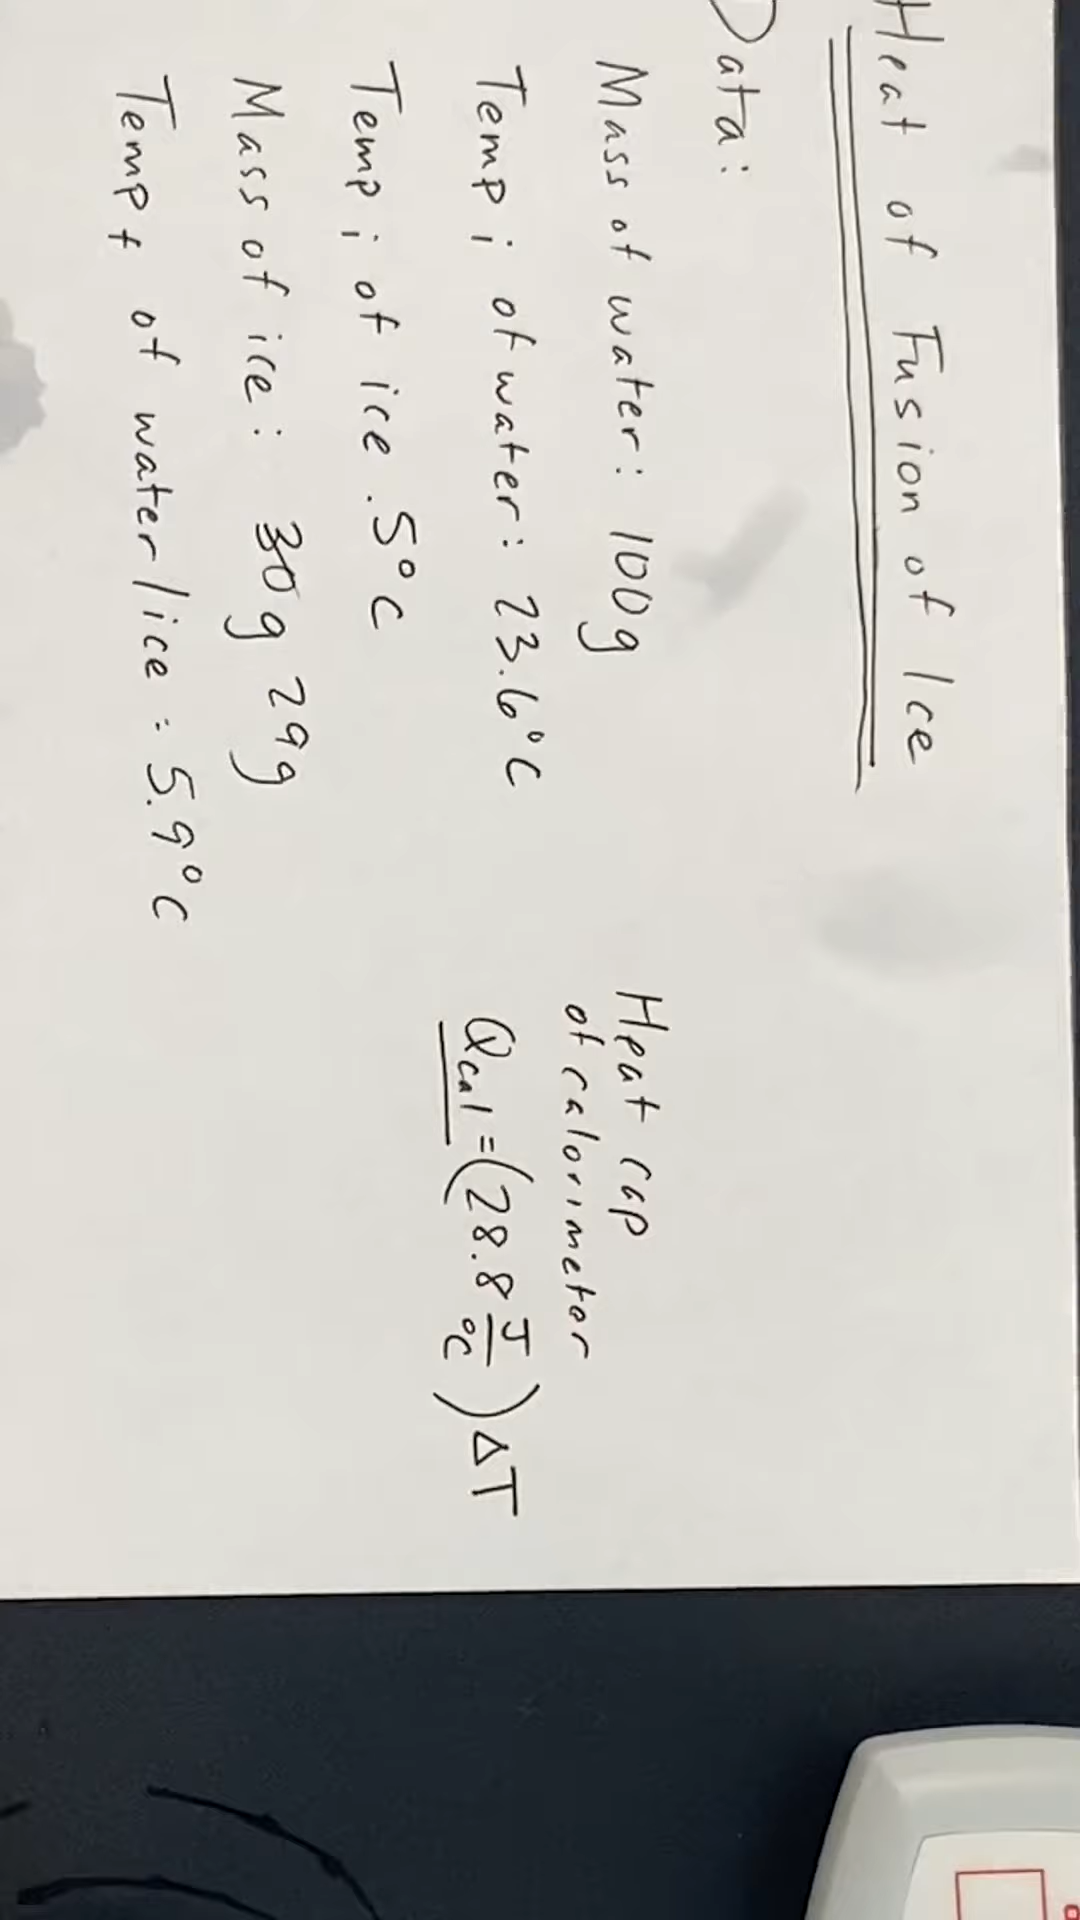 Heat of Fusion of Ice
Data:
Mass of water: 100g
Temp i of water: 23.6°C
Temp i of ice .5°C
Mass of ice: 30g 29g
Temp f of water/ice = 5.9°C
Heat cap
of calorimeter
Qcal = (28.8 J/°C) ΔT